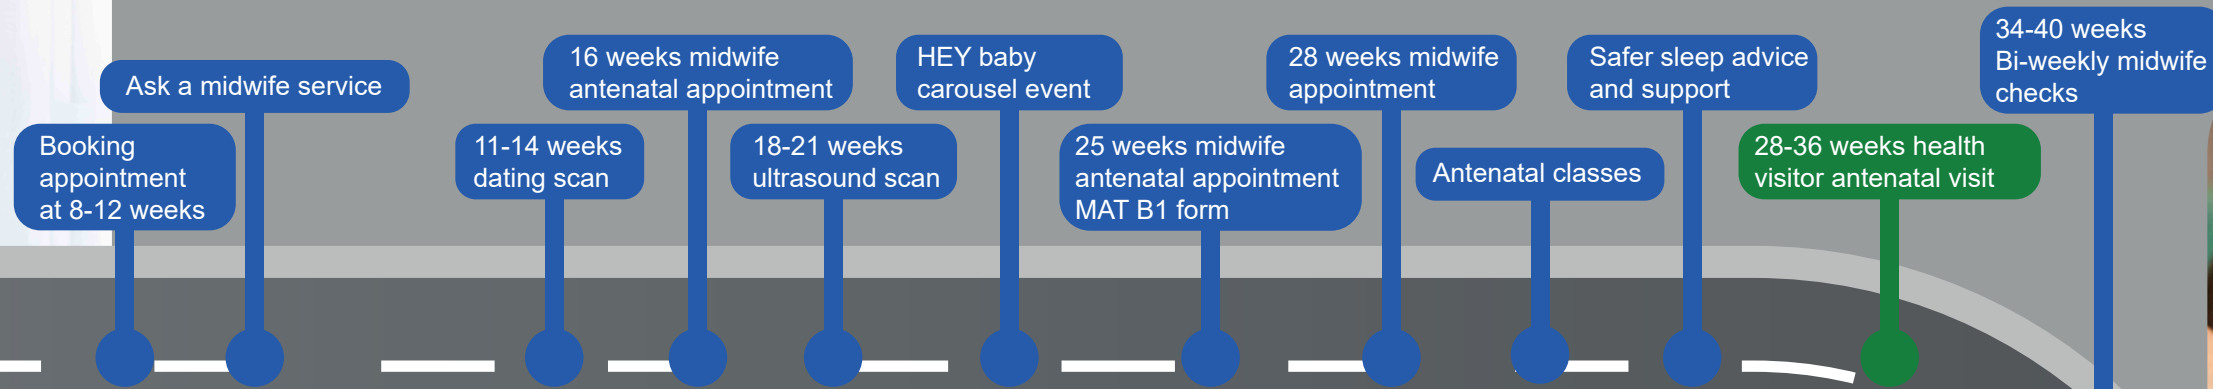 Booking
appointment
at 8-12 weeks
Ask a midwife service
11-14 weeks
dating scan
16 weeks midwife
antenatal appointment
18-21 weeks
ultrasound scan
HEY baby
carousel event
25 weeks midwife
antenatal appointment
MAT B1 form
28 weeks midwife
appointment
Antenatal classes
Safer sleep advice
and support
28-36 weeks health
visitor antenatal visit
34-40 weeks
Bi-weekly midwife
checks